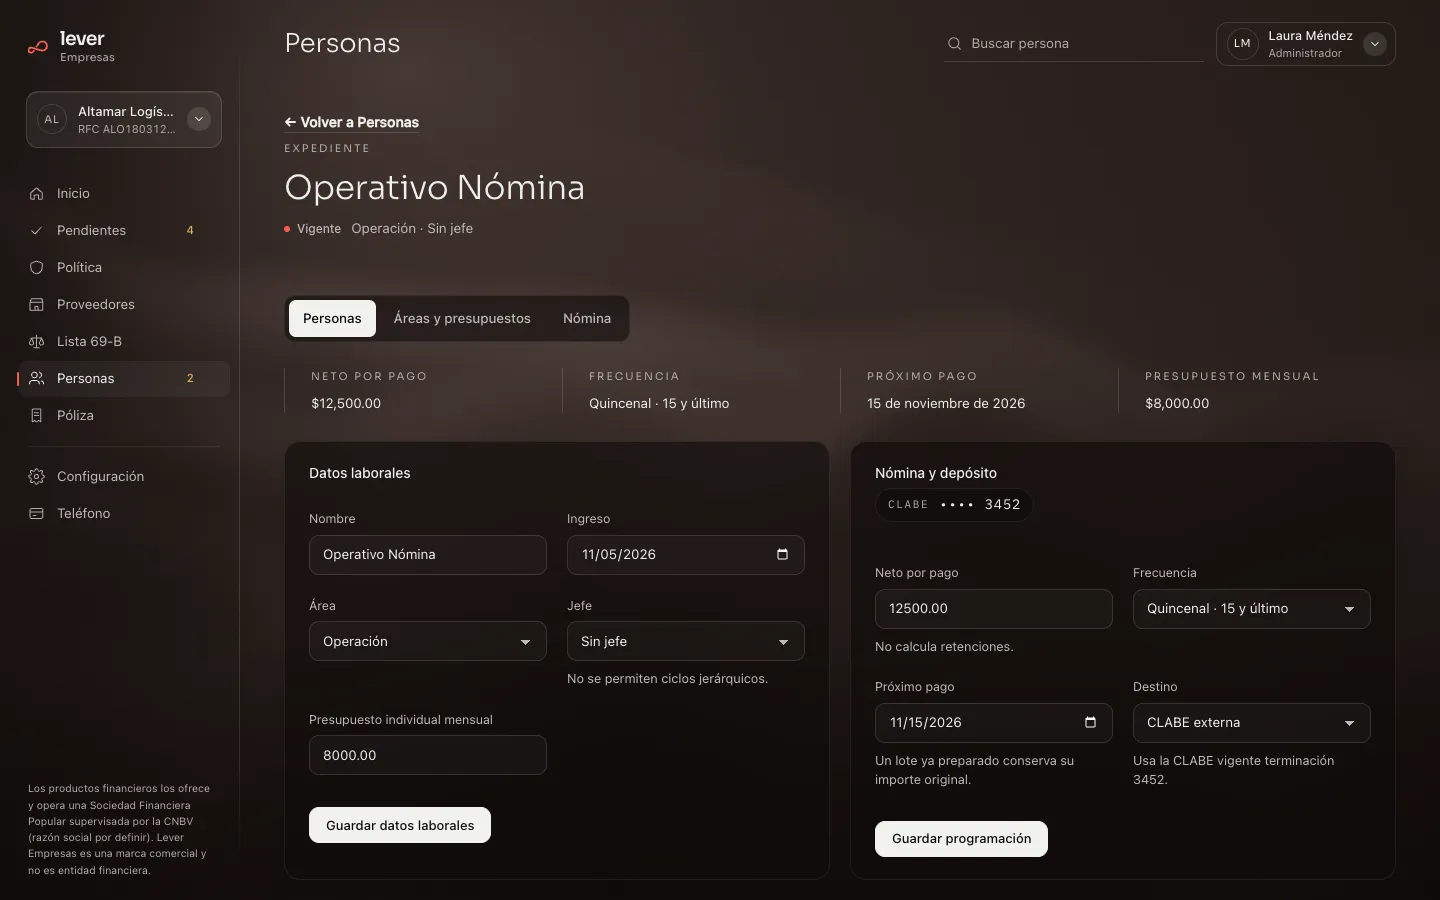 lever
Empresas
AL
Altamar Logís...
RFC ALO180312...
Inicio
Pendientes 4
Política
Proveedores
Lista 69-B
Personas 2
Póliza
Configuración
Teléfono
Los productos financieros los ofrece
y opera una Sociedad Financiera
Popular supervisada por la CNBV
(razón social por definir). Lever
Empresas es una marca comercial y
no es entidad financiera.
Personas
Buscar persona
LM
Laura Méndez
Administrador
← Volver a Personas
EXPEDIENTE
Operativo Nómina
Vigente Operación · Sin jefe
Personas Áreas y presupuestos Nómina
NETO POR PAGO
$12,500.00
FRECUENCIA
Quincenal · 15 y último
PRÓXIMO PAGO
15 de noviembre de 2026
PRESUPUESTO MENSUAL
$8,000.00
Datos laborales
Nombre
Operativo Nómina
Ingreso
11/05/2026
Área
Operación
Jefe
Sin jefe
No se permiten ciclos jerárquicos.
Presupuesto individual mensual
8000.00
Guardar datos laborales
Nómina y depósito
CLABE •••• 3452
Neto por pago
12500.00
No calcula retenciones.
Frecuencia
Quincenal · 15 y último
Próximo pago
11/15/2026
Un lote ya preparado conserva su
importe original.
Destino
CLABE externa
Usa la CLABE vigente terminación
3452.
Guardar programación